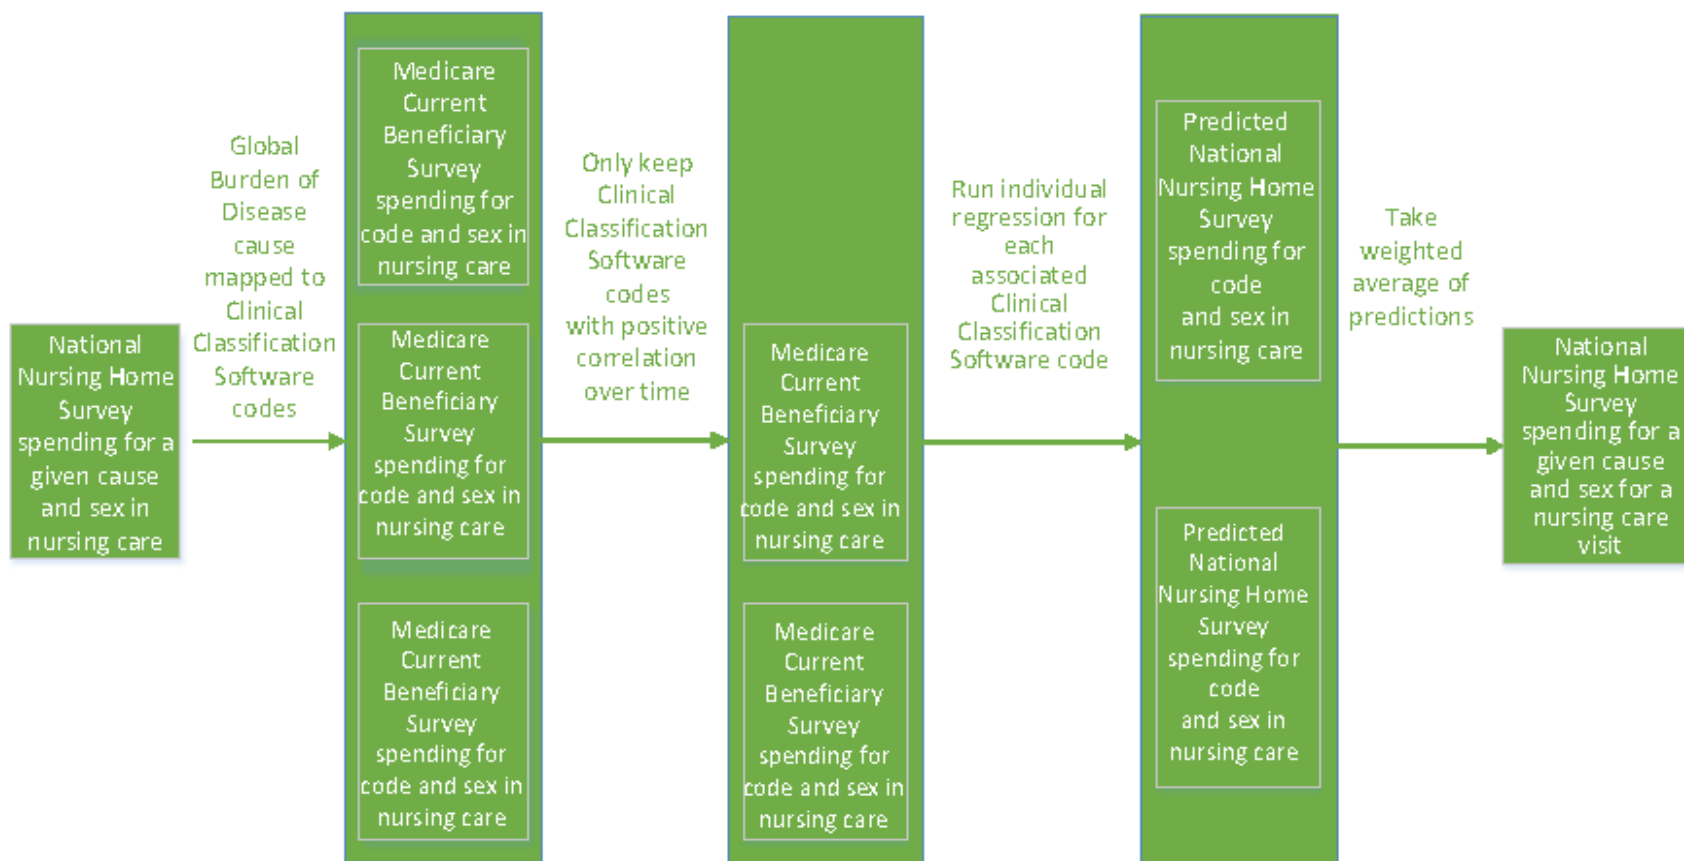 National
Nursing Home
Survey
spending for a
given cause
and sex in
nursing care
Global
Burden of
Disease
cause
mapped to
Clinical
Classification
Software
codes
Medicare
Current
Beneficiary
Survey
spending for
code and sex in
nursing care
Medicare
Current
Beneficiary
Survey
spending for
code and sex in
nursing care
Medicare
Current
Beneficiary
Survey
spending for
code and sex in
nursing care
Only keep
Clinical
Classification
Software
codes
with positive
correlation
over time
Medicare
Current
Beneficiary
Survey
spending for
code and sex in
nursing care
Medicare
Current
Beneficiary
Survey
spending for
code and sex in
nursing care
Run individual
regression for
each
associated
Clinical
Classification
Software code
Predicted
National
Nursing Home
Survey
spending for
code
and sex in
nursing care
Predicted
National
Nursing Home
Survey
spending for
code
and sex in
nursing care
Take
weighted
average of
predictions
National
Nursing Home
Survey
spending for a
given cause
and sex for a
nursing care
visit